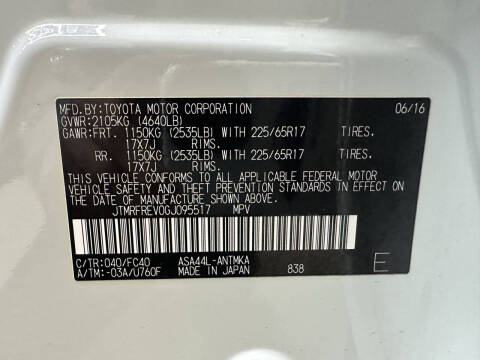 MFD.BY:TOYOTA MOTOR CORPORATION 06/16
GVWR:2105KG (4640LB)
GAWR:FRT. 1150KG (2535LB) WITH 225/65R17 TIRES.
17X7J RIMS.
RR. 1150KG (2535LB) WITH 225/65R17 TIRES.
17X7J RIMS.
THIS VEHICLE CONFORMS TO ALL APPLICABLE FEDERAL MOTOR
VEHICLE SAFETY AND THEFT PREVENTION STANDARDS IN EFFECT
ON THE DATE OF MANUFACTURE SHOWN ABOVE.
JTMRFREV0GJ095517 MPV
C/TR:040/FC40 ASA44L-ANTMKA
A/TM:-03A/U760F MADE IN JAPAN 838 E